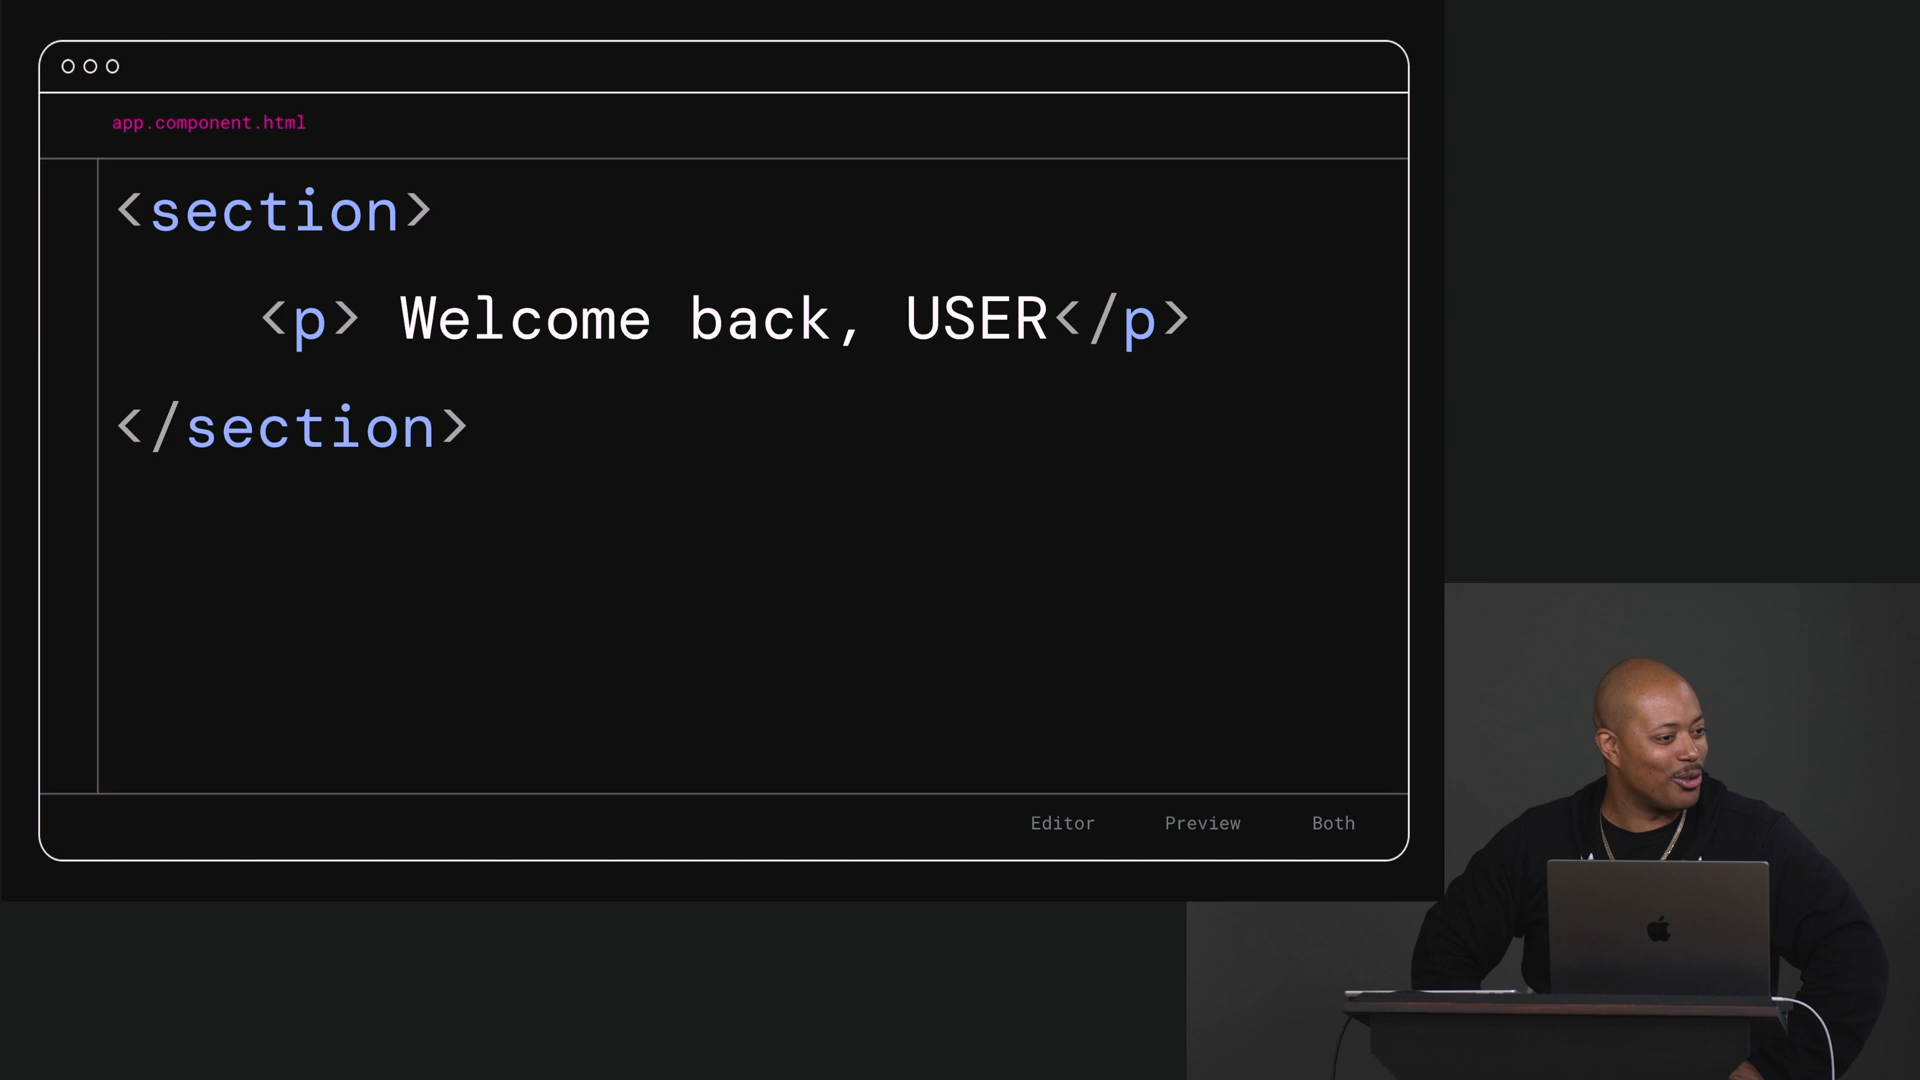 app.component.html
<section>
<p> Welcome back, USER</p>
</section>
Editor Preview Both